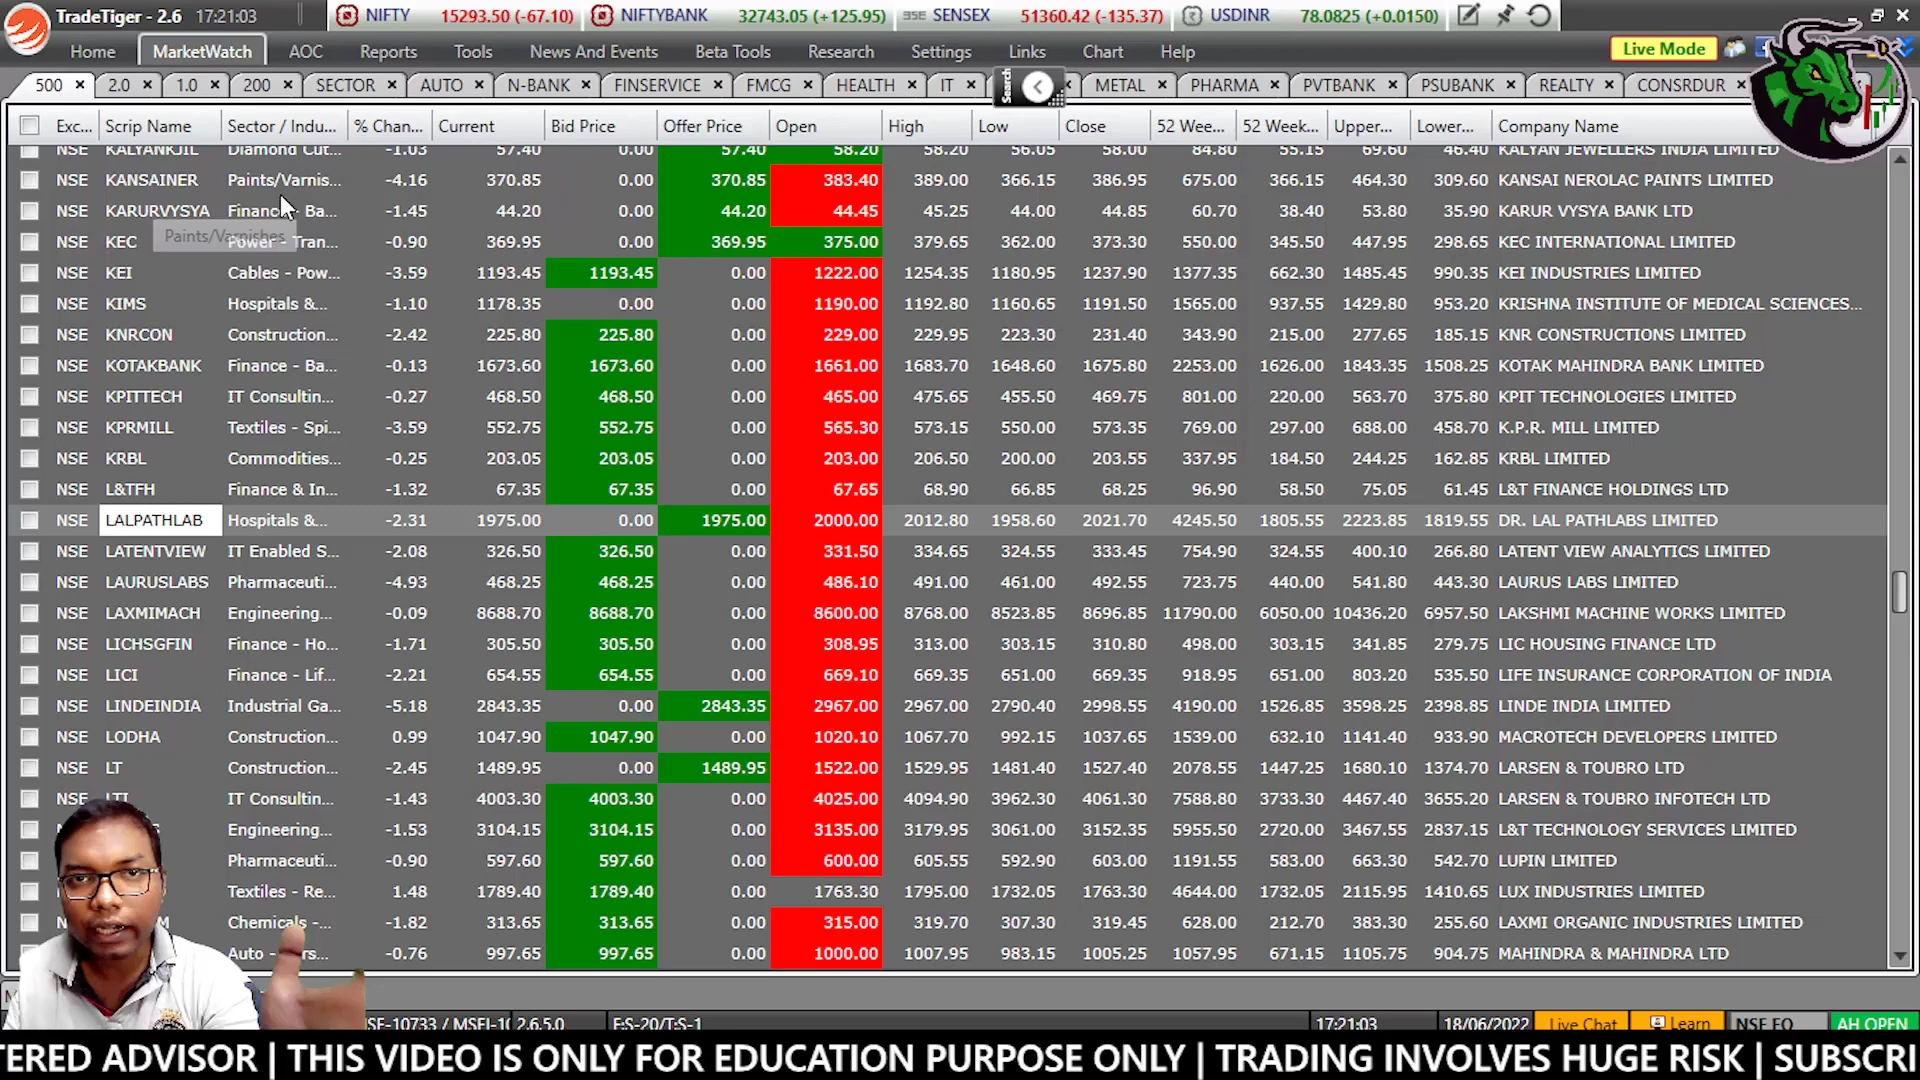 TradeTiger - 2.6 17:21:03 NIFTY 15293.50 (-67.10) NIFTYBANK 32743.05 (+125.95) BSE SENSEX 51360.42 (-135.37) USDINR 78.0825 (+0.0150)
Home MarketWatch AOC Reports Tools News And Events Beta Tools Research Settings Links Chart Help Live Mode
500 2.0 1.0 200 SECTOR AUTO N-BANK FINSERVICE FMCG HEALTH IT Search METAL PHARMA PVTBANK PSUBANK REALTY CONSRDUR
Exc... Scrip Name Sector / Indu... % Chan... Current Bid Price Offer Price Open High Low Close 52 Wee... 52 Week... Upper... Lower... Company Name
NSE KALYANKJIL Diamond Cut... -1.03 57.40 0.00 57.40 58.20 58.20 56.05 58.00 84.80 55.15 69.60 46.40 KALYAN JEWELLERS INDIA LIMITED
NSE KANSAINER Paints/Varnis... -4.16 370.85 0.00 370.85 383.40 389.00 366.15 386.95 675.00 366.15 464.30 309.60 KANSAI NEROLAC PAINTS LIMITED
NSE KARURVYSYA Finance - Ba... -1.45 44.20 0.00 44.20 44.45 45.25 44.00 44.85 60.70 38.40 53.80 35.90 KARUR VYSYA BANK LTD
Paints/Varnishes
NSE KEC Power - Tran... -0.90 369.95 0.00 369.95 375.00 379.65 362.00 373.30 550.00 345.50 447.95 298.65 KEC INTERNATIONAL LIMITED
NSE KEI Cables - Pow... -3.59 1193.45 1193.45 0.00 1222.00 1254.35 1180.95 1237.90 1377.35 662.30 1485.45 990.35 KEI INDUSTRIES LIMITED
NSE KIMS Hospitals &... -1.10 1178.35 0.00 0.00 1190.00 1192.80 1160.65 1191.50 1565.00 937.55 1429.80 953.20 KRISHNA INSTITUTE OF MEDICAL SCIENCES...
NSE KNRCON Construction... -2.42 225.80 225.80 0.00 229.00 229.95 223.30 231.40 343.90 215.00 277.65 185.15 KNR CONSTRUCTIONS LIMITED
NSE KOTAKBANK Finance - Ba... -0.13 1673.60 1673.60 0.00 1661.00 1683.70 1648.60 1675.80 2253.00 1626.00 1843.35 1508.25 KOTAK MAHINDRA BANK LIMITED
NSE KPITTECH IT Consultin... -0.27 468.50 468.50 0.00 465.00 475.65 455.50 469.75 801.00 220.00 563.70 375.80 KPIT TECHNOLOGIES LIMITED
NSE KPRMILL Textiles - Spi... -3.59 552.75 552.75 0.00 565.30 573.15 550.00 573.35 769.00 297.00 688.00 458.70 K.P.R. MILL LIMITED
NSE KRBL Commodities... -0.25 203.05 203.05 0.00 203.00 206.50 200.00 203.55 337.95 184.50 244.25 162.85 KRBL LIMITED
NSE L&TFH Finance & In... -1.32 67.35 67.35 0.00 67.65 68.90 66.85 68.25 96.90 58.50 75.05 61.45 L&T FINANCE HOLDINGS LTD
NSE LALPATHLAB Hospitals &... -2.31 1975.00 0.00 1975.00 2000.00 2012.80 1958.60 2021.70 4245.50 1805.55 2223.85 1819.55 DR. LAL PATHLABS LIMITED
NSE LATENTVIEW IT Enabled S... -2.08 326.50 326.50 0.00 331.50 334.65 324.55 333.45 754.90 324.55 400.10 266.80 LATENT VIEW ANALYTICS LIMITED
NSE LAURUSLABS Pharmaceuti... -4.93 468.25 468.25 0.00 486.10 491.00 461.00 492.55 723.75 440.00 541.80 443.30 LAURUS LABS LIMITED
NSE LAXMIMACH Engineering... -0.09 8688.70 8688.70 0.00 8600.00 8768.00 8523.85 8696.85 11790.00 6050.00 10436.20 6957.50 LAKSHMI MACHINE WORKS LIMITED
NSE LICHSGFIN Finance - Ho... -1.71 305.50 305.50 0.00 308.95 313.00 303.15 310.80 498.00 303.15 341.85 279.75 LIC HOUSING FINANCE LTD
NSE LICI Finance - Lif... -2.21 654.55 654.55 0.00 669.10 669.35 651.00 669.35 918.95 651.00 803.20 535.50 LIFE INSURANCE CORPORATION OF INDIA
NSE LINDEINDIA Industrial Ga... -5.18 2843.35 0.00 2843.35 2967.00 2967.00 2790.40 2998.55 4190.00 1526.85 3598.25 2398.85 LINDE INDIA LIMITED
NSE LODHA Construction... 0.99 1047.90 1047.90 0.00 1020.10 1067.70 992.15 1037.65 1539.00 632.10 1141.40 933.90 MACROTECH DEVELOPERS LIMITED
NSE LT Construction... -2.45 1489.95 0.00 1489.95 1522.00 1529.95 1481.40 1527.40 2078.55 1447.25 1680.10 1374.70 LARSEN & TOUBRO LTD
NSE LTI IT Consultin... -1.43 4003.30 4003.30 0.00 4025.00 4094.90 3962.30 4061.30 7588.80 3733.30 4467.40 3655.20 LARSEN & TOUBRO INFOTECH LTD
Engineering... -1.53 3104.15 3104.15 0.00 3135.00 3179.95 3061.00 3152.35 5955.50 2720.00 3467.55 2837.15 L&T TECHNOLOGY SERVICES LIMITED
Pharmaceuti... -0.90 597.60 597.60 0.00 600.00 605.55 592.90 603.00 1191.55 583.00 663.30 542.70 LUPIN LIMITED
Textiles - Re... 1.48 1789.40 1789.40 0.00 1763.30 1795.00 1732.05 1763.30 4644.00 1732.05 2115.95 1410.65 LUX INDUSTRIES LIMITED
Chemicals -... -1.82 313.65 313.65 0.00 315.00 319.70 307.30 319.45 628.00 212.70 383.30 255.60 LAXMI ORGANIC INDUSTRIES LIMITED
Auto - -0.76 997.65 997.65 0.00 1000.00 1007.95 983.15 1005.25 1057.95 671.15 1105.75 904.75 MAHINDRA & MAHINDRA LTD
2.6.5.0 F:S-20/T:S-1 17:21:03 18/06/2022 Live Chat Learn NSE EQ AH OPEN
TERED ADVISOR | THIS VIDEO IS ONLY FOR EDUCATION PURPOSE ONLY | TRADING INVOLVES HUGE RISK | SUBSCRI